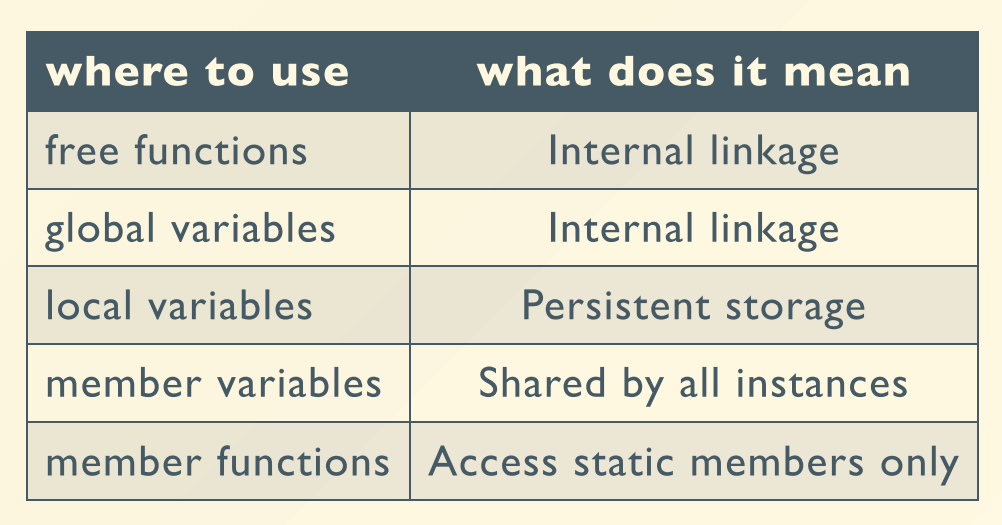 where to use what does it mean
free functions Internal linkage
global variables Internal linkage
local variables Persistent storage
member variables Shared by all instances
member functions Access static members only